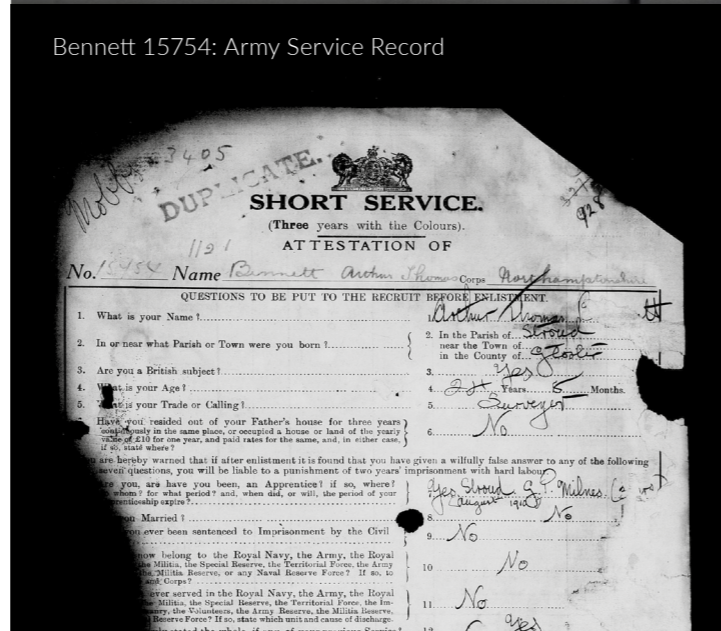 Bennett 15754: Army Service Record
3405
DUPLICATE.
SHORT SERVICE.
(Three years with the Colours).
928
ATTESTATION OF
1121
No. Name Bennett Arthur Thomas Corps Northamptonshire
QUESTIONS TO BE PUT TO THE RECRUIT BEFORE ENLISTMENT.
1. What is your Name? 1. Arthur Thomas
2. In or near what Parish or Town were you born? 2. In the Parish of Stroud
near the Town of
in the County of Gloster
3. Are you a British subject? 3. Yes
4. What is your Age? 4. 24 Years 5 Months.
5. What is your Trade or Calling? 5. Surveyor
6. No
Have you resided out of your Father's house for three years
continuously in the same place, or occupied a house or land of the yearly
value of £10 for one year, and paid rates for the same, and, in either case,
if so, state where?
are hereby warned that if after enlistment it is found that you have given a wilfully false answer to any of the following
seven questions, you will be liable to a punishment of two years' imprisonment with hard labour.
you, are have you been, an Apprentice? if so, where? Yes Stroud G. P. Milnes
whom? for what period? and, when did, or will, the period of your August 1910
enticeship expire?
you Married? 8. No
ou ever been sentenced to Imprisonment by the Civil 9. No
now belong to the Royal Navy, the Army, the Royal
the Militia, the Special Reserve, the Territorial Force, the Army
the Militia Reserve, or any Naval Reserve Force? If so, to 10 No
and Corps?
ever served in the Royal Navy, the Army, the Royal
Militia, the Special Reserve, the Territorial Force, the Im-
anry, the Volunteers, the Army Reserve, the Militia Reserve, 11. No
Reserve Force? If so, state which unit and cause of discharge.
yes